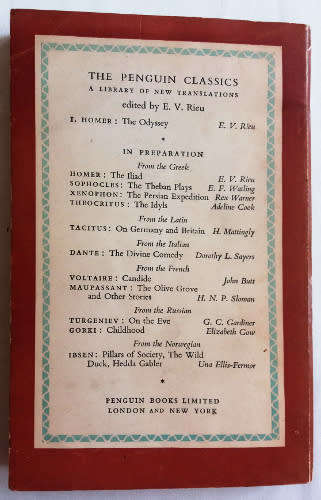 THE PENGUIN CLASSICS
A LIBRARY OF NEW TRANSLATIONS
edited by E. V. Rieu
I. HOMER: The Odyssey E. V. Rieu
*
IN PREPARATION
From the Greek
HOMER: The Iliad E. V. Rieu
SOPHOCLES: The Theban Plays E. F. Watling
XENOPHON: The Persian Expedition Rex Warner
THEOCRITUS: The Idyls Adeline Cook
From the Latin
TACITUS: On Germany and Britain H. Mattingly
From the Italian
DANTE: The Divine Comedy Dorothy L. Sayers
From the French
VOLTAIRE: Candide John Butt
MAUPASSANT: The Olive Grove
and Other Stories H. N. P. Sloman
From the Russian
TURGENIEV: On the Eve G. C. Gardiner
GORKI: Childhood Elizabeth Gow
From the Norwegian
IBSEN: Pillars of Society, The Wild
Duck, Hedda Gabler Una Ellis-Fermor
*
PENGUIN BOOKS LIMITED
LONDON AND NEW YORK